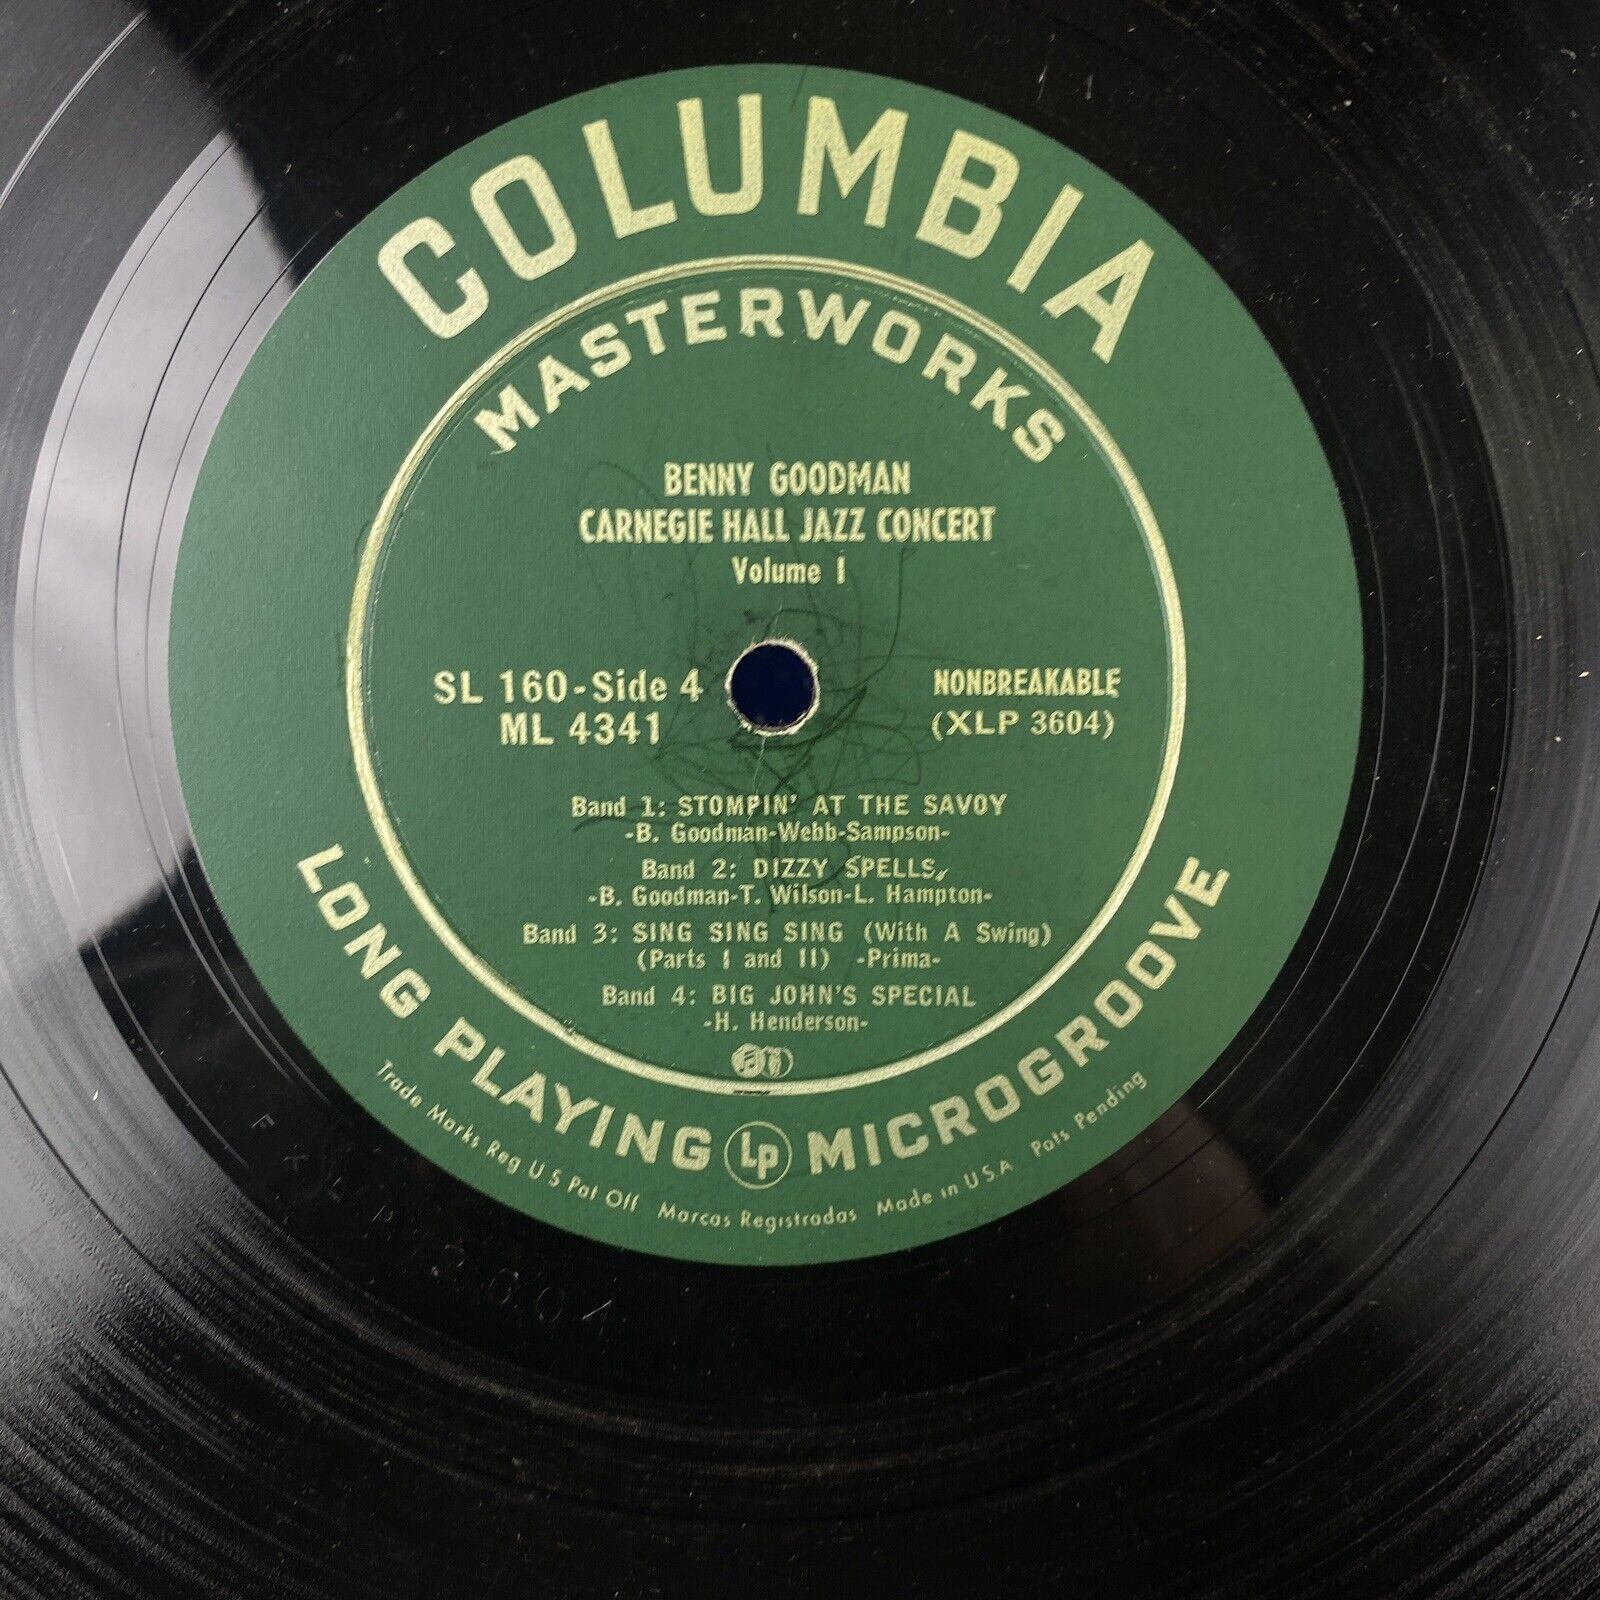 COLUMBIA
MASTERWORKS
BENNY GOODMAN
CARNEGIE HALL JAZZ CONCERT
Volume I
SL 160-Side 4
ML 4341
NONBREAKABLE
(XLP 3604)
Band 1: STOMPIN' AT THE SAVOY
-B. Goodman-Webb-Sampson-
Band 2: DIZZY SPELLS
-B. Goodman-T. Wilson-L. Hampton-
Band 3: SING SING SING (With A Swing)
(Parts I and II) -Prima-
Band 4: BIG JOHN'S SPECIAL
-H. Henderson-
LONG PLAYING Lp MICROGROOVE
Trade Marks Reg U S Pat Off Marcas Registradas Made in U.S.A Pats Pending
XLP 3604